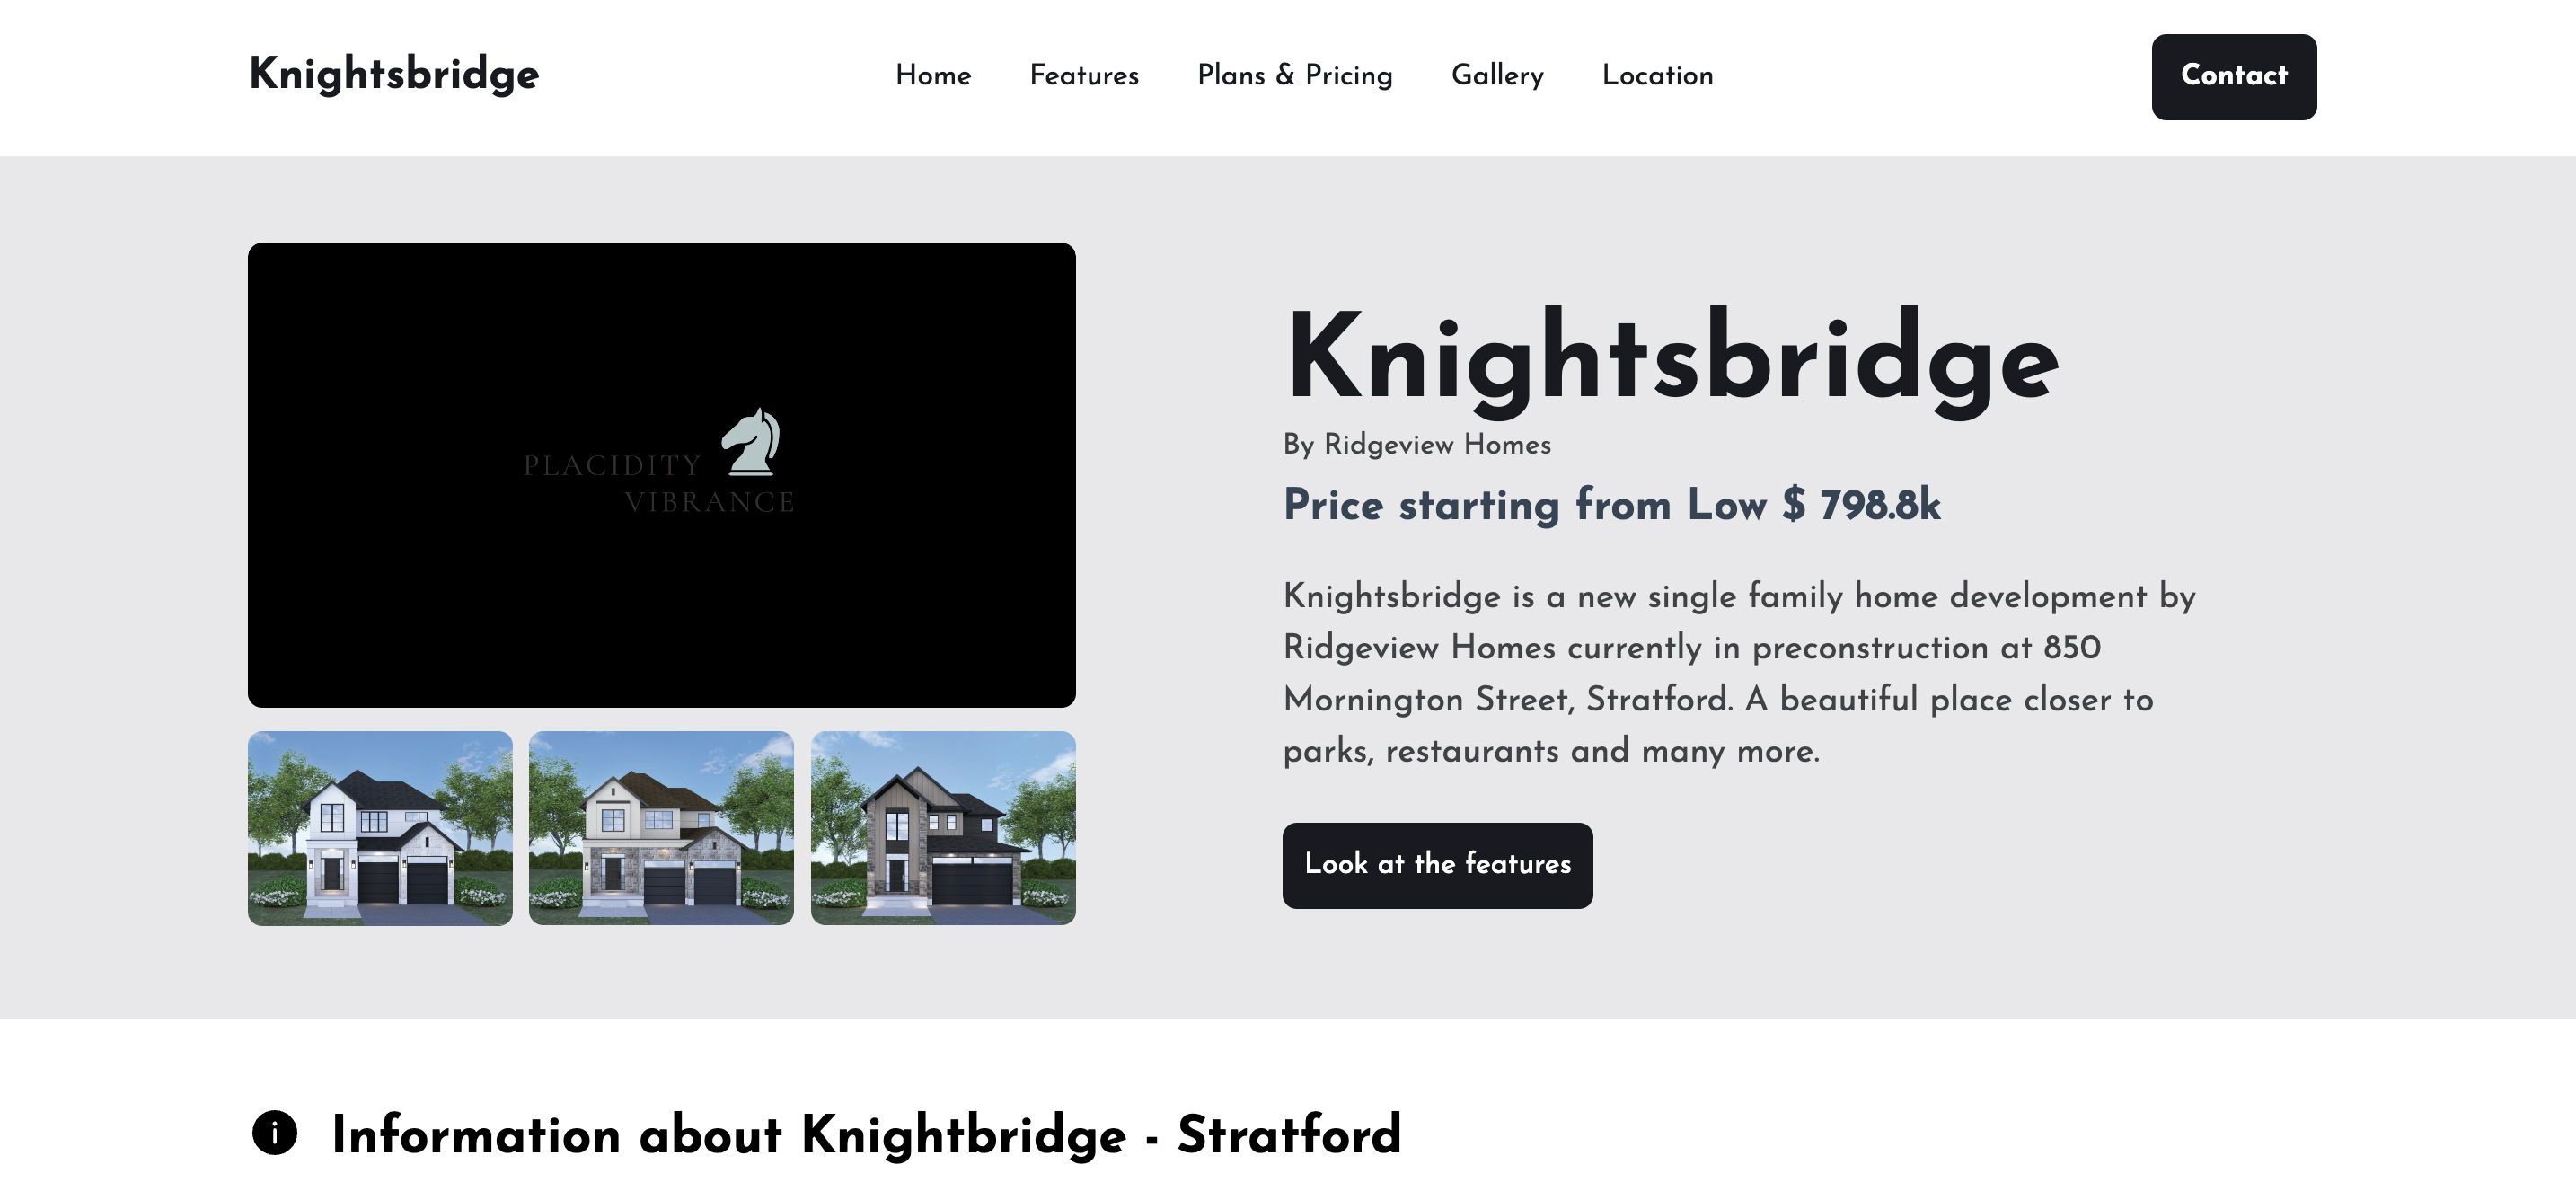 Knightsbridge
Home Features Plans & Pricing Gallery Location
Contact
PLACIDITY
VIBRANCE
Knightsbridge
By Ridgeview Homes
Price starting from Low $ 798.8k
Knightsbridge is a new single family home development by
Ridgeview Homes currently in preconstruction at 850
Mornington Street, Stratford. A beautiful place closer to
parks, restaurants and many more.
Look at the features
Information about Knightbridge - Stratford